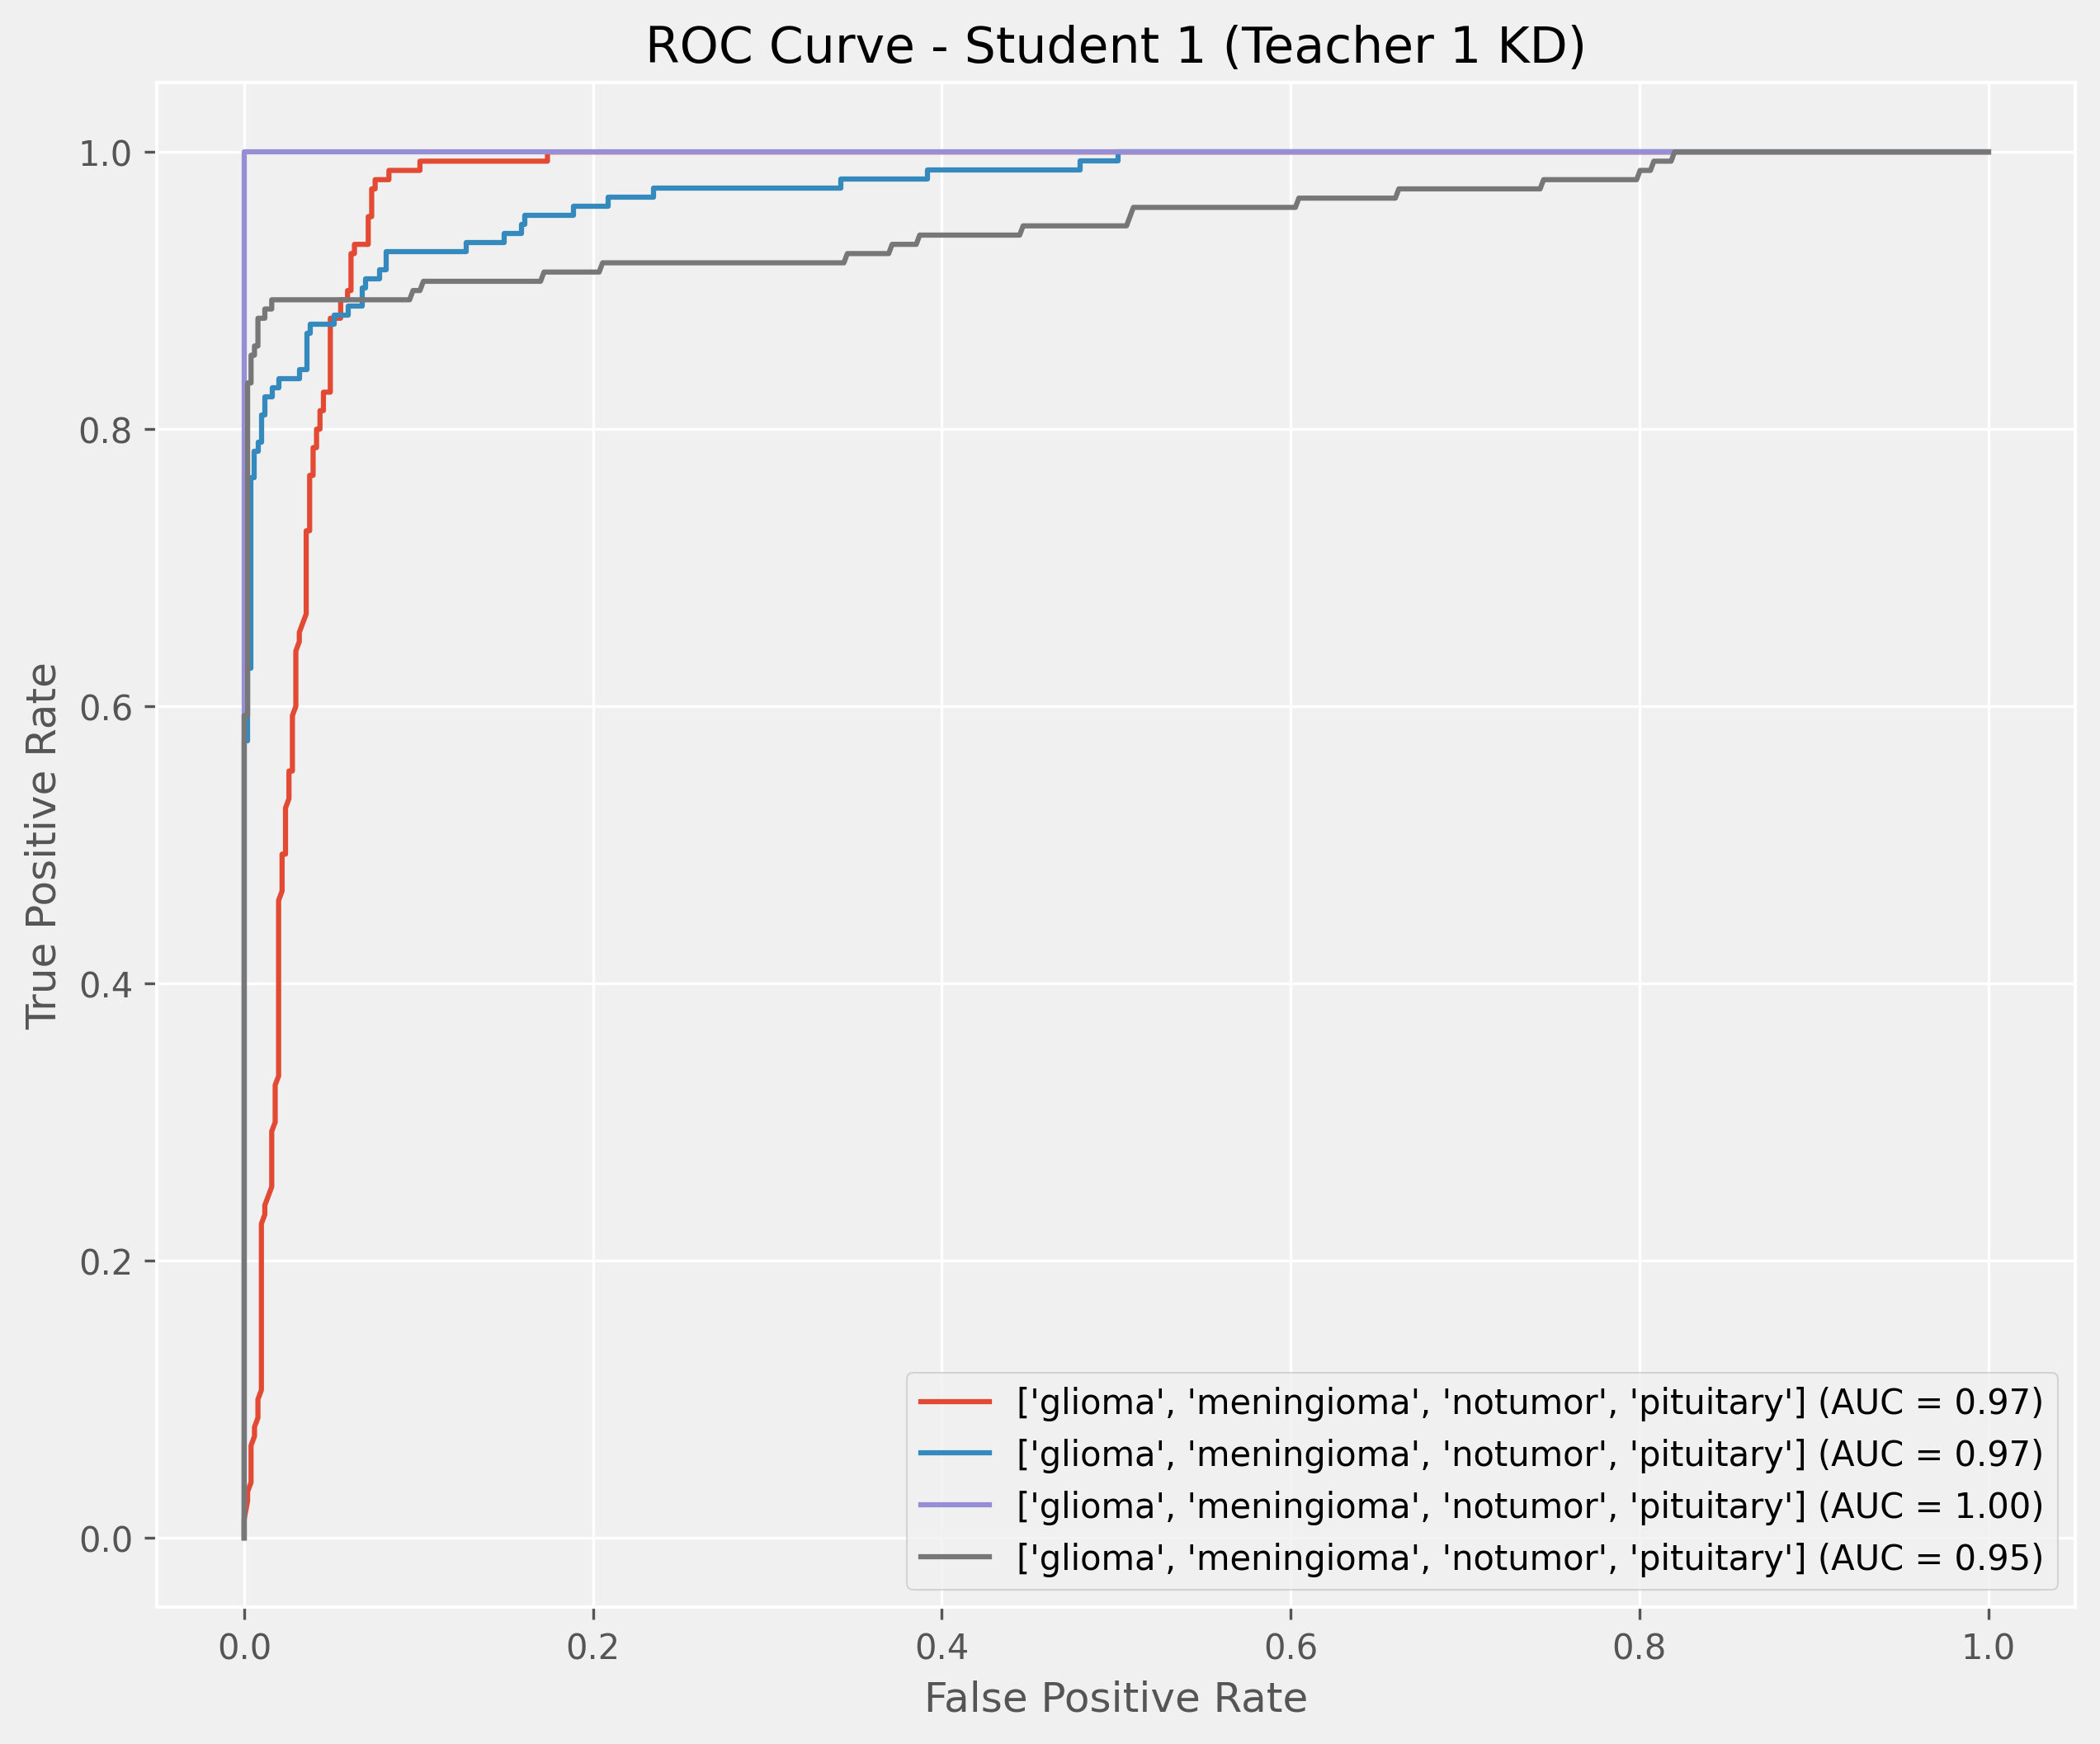 ROC Curve - Student 1 (Teacher 1 KD)
True Positive Rate
1.0
0.8
0.6
0.4
0.2
0.0
['glioma', 'meningioma', 'notumor', 'pituitary'] (AUC = 0.97)
['glioma', 'meningioma', 'notumor', 'pituitary'] (AUC = 0.97)
['glioma', 'meningioma', 'notumor', 'pituitary'] (AUC = 1.00)
['glioma', 'meningioma', 'notumor', 'pituitary'] (AUC = 0.95)
0.0 0.2 0.4 0.6 0.8 1.0
False Positive Rate